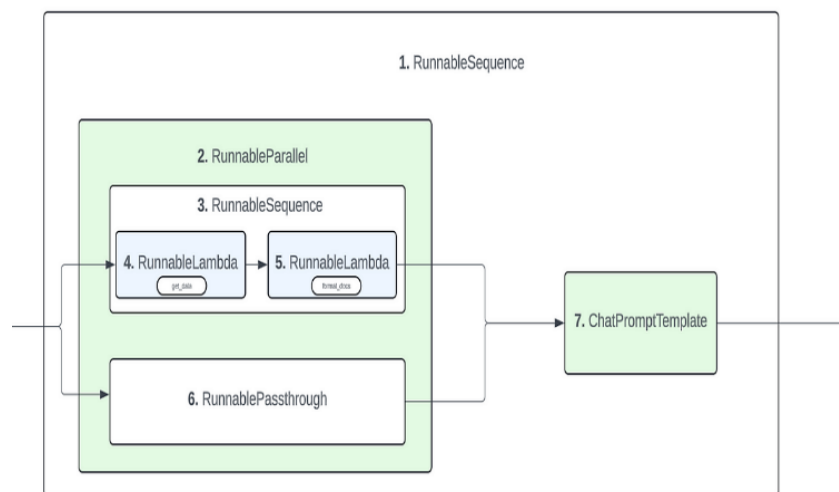 1. RunnableSequence
2. RunnableParallel
3. RunnableSequence
4. RunnableLambda
get_data
5. RunnableLambda
format_docs
6. RunnablePassthrough
7. ChatPromptTemplate